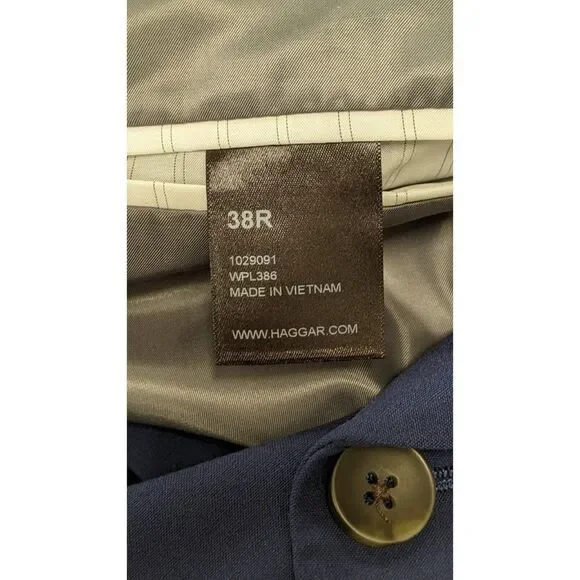 38R
1029091
WPL386
MADE IN VIETNAM
WWW.HAGGAR.COM